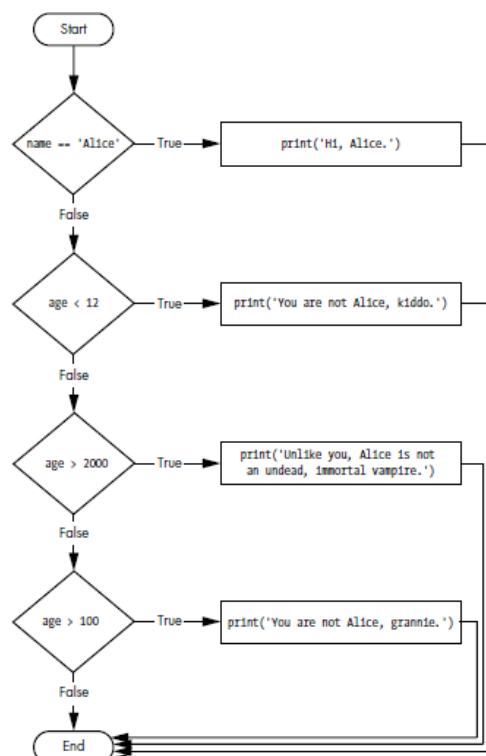 Start
name == 'Alice'
True
print('Hi, Alice.')
False
age < 12
True
print('You are not Alice, kiddo.')
False
age > 2000
True
print('Unlike you, Alice is not
an undead, immortal vampire.')
False
age > 100
True
print('You are not Alice, grannie.')
False
End